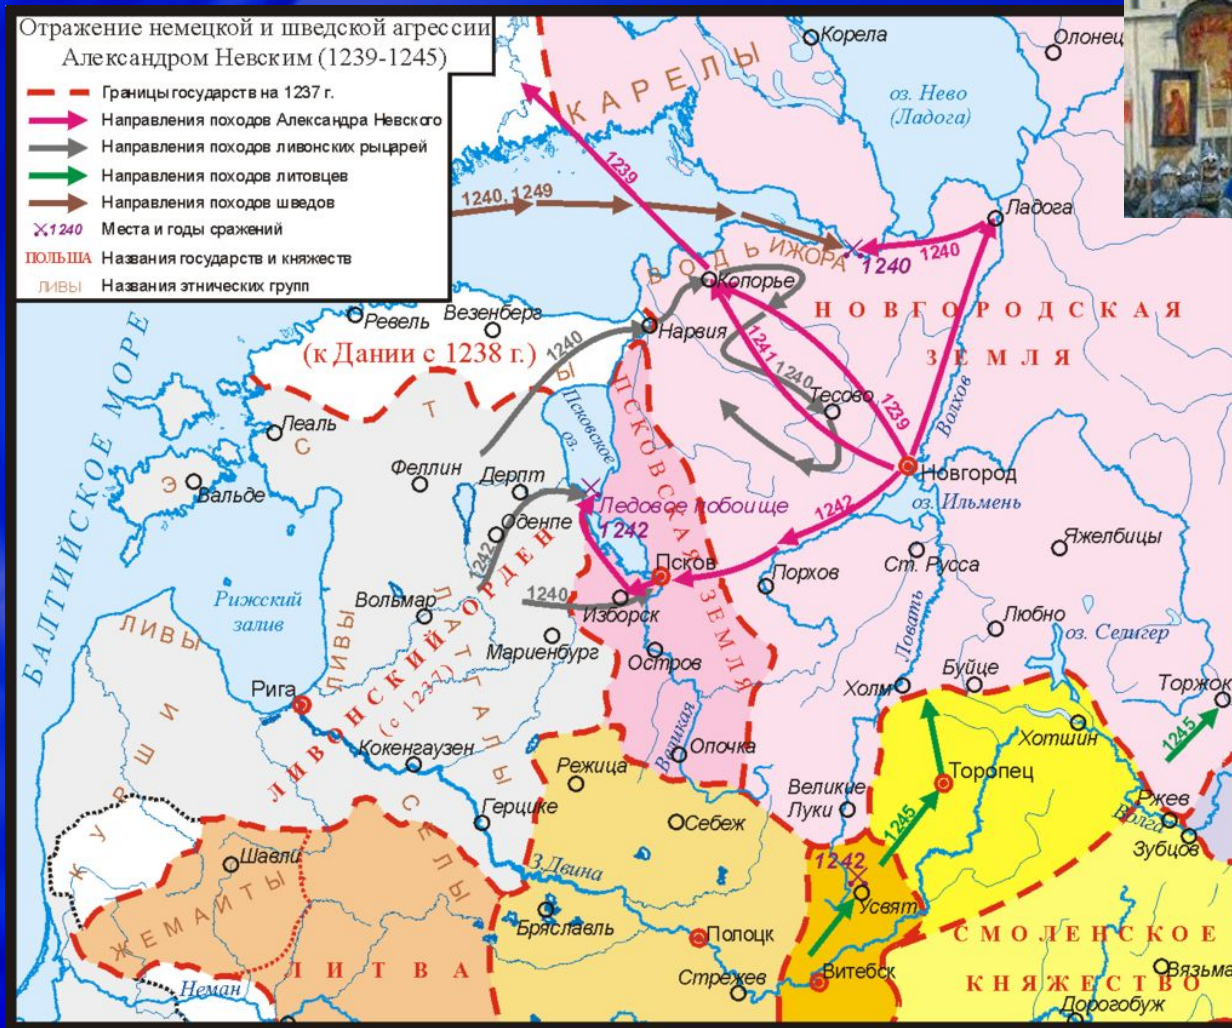 Отражение немецкой и шведской агрессии
Александром Невским (1239-1245)
Границы государств на 1237 г.
Направления походов Александра Невского
Направления походов ливонских рыцарей
Направления походов литовцев
Направления походов шведов
1240 Места и годы сражений
ПОЛЬША Названия государств и княжеств
ЛИВЫ Названия этнических групп
Корела
Олонец
КАРЕЛЫ
оз. Нево
(Ладога)
1239
1240, 1249
Ладога
1240
1240
ВОДЬ
ИЖОРА
Копорье
НОВГОРОДСКАЯ
ЗЕМЛЯ
Ревель
Везенберг
Нарвия
(к Дании с 1238 г.)
1240
1241
1240
Тесово
1239
Волхов
БАЛТИЙСКОЕ МОРЕ
Леаль
Вальде
ЭСТЫ
Феллин
Дерпт
Псковское
оз.
ПСКОВСКАЯ ЗЕМЛЯ
Новгород
оз. Ильмень
Ледовое побоище
1242
1242
Оденпе
1242
Псков
Порхов
Ст. Русса
Яжелбицы
Рижский
залив
Вольмар
1240
Изборск
Мариенбург
Остров
Ловать
Любно
оз. Селигер
ЛИВЫ
ЛИВЫ
Рига
ЛИВОНСКИЙ ОРДЕН
(с 1237)
ЛАТГАЛЫ
Великая
Холм
Буйце
Торжок
1245
Кокенгаузен
Опочка
Хотшин
Режица
Торопец
КУРШИ
Герцике
СЕЛЫ
Себеж
Великие
Луки
1245
Ржев
Волга
Зубцов
Шавли
ЖЕМАЙТЫ
З.Двина
1242
Усвят
Бряславль
Полоцк
СМОЛЕНСКОЕ
КНЯЖЕСТВО
ЛИТВА
Неман
Стрежев
Витебск
Вязьма
Дорогобуж